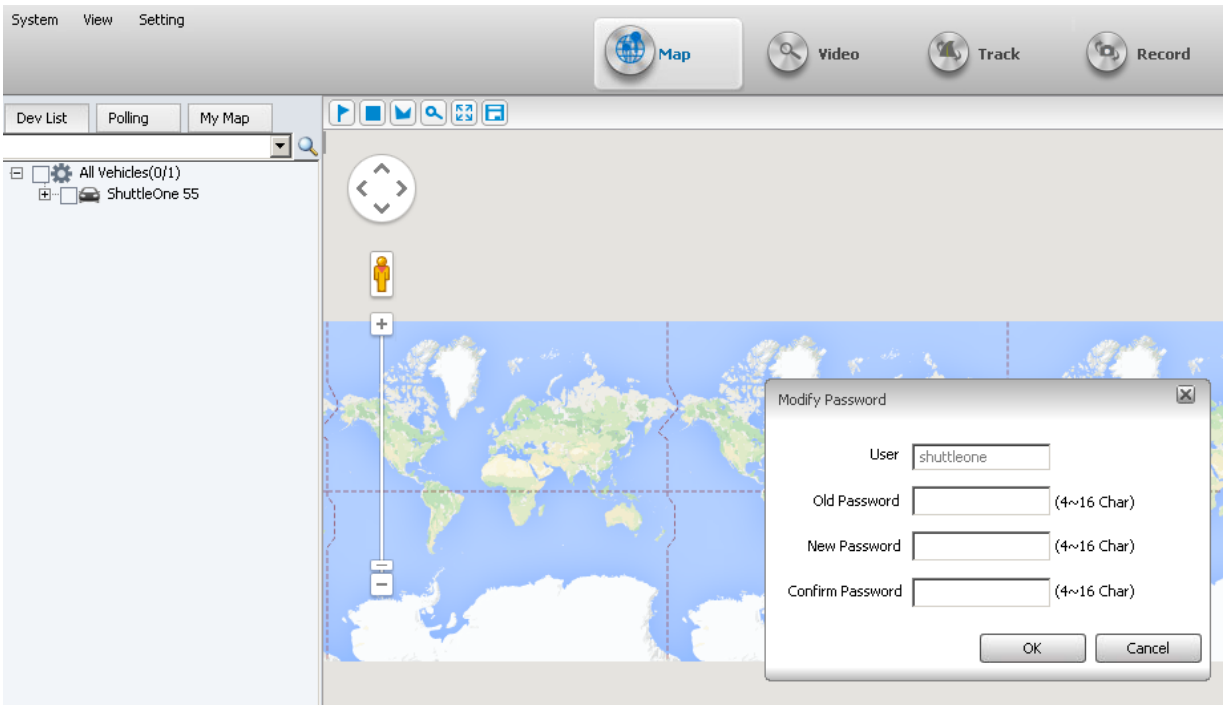 System View Setting
Map Video Track Record
Dev List Polling My Map
All Vehicles(0/1)
ShuttleOne 55
Modify Password
User shuttleone
Old Password (4~16 Char)
New Password (4~16 Char)
Confirm Password (4~16 Char)
OK Cancel